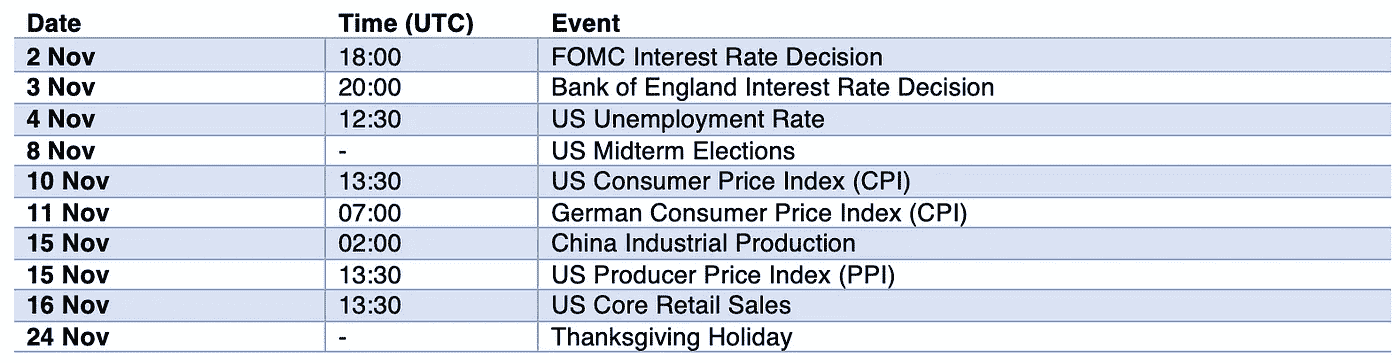 Date Time (UTC) Event
2 Nov 18:00 FOMC Interest Rate Decision
3 Nov 20:00 Bank of England Interest Rate Decision
4 Nov 12:30 US Unemployment Rate
8 Nov - US Midterm Elections
10 Nov 13:30 US Consumer Price Index (CPI)
11 Nov 07:00 German Consumer Price Index (CPI)
15 Nov 02:00 China Industrial Production
15 Nov 13:30 US Producer Price Index (PPI)
16 Nov 13:30 US Core Retail Sales
24 Nov - Thanksgiving Holiday